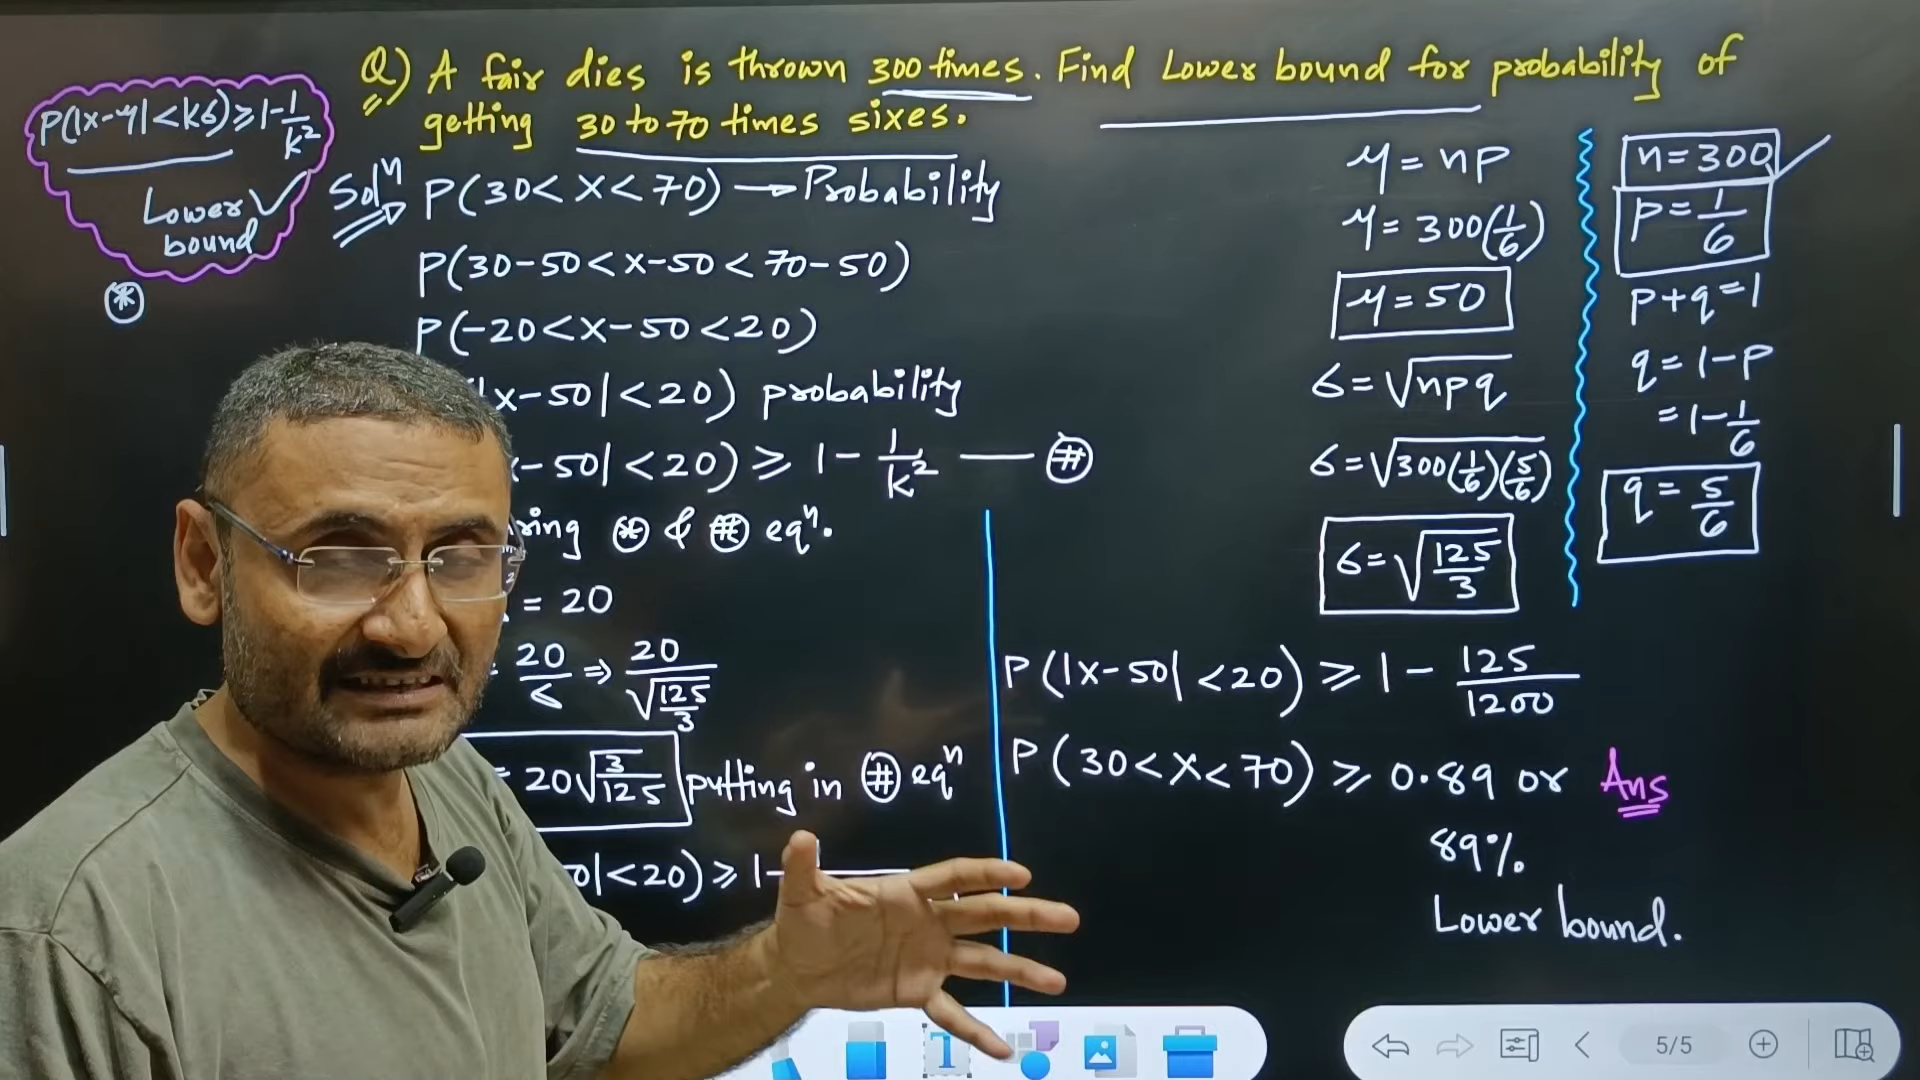 Q) A fair dies is thrown 300 times. Find Lower bound for probability of
getting 30 to 70 times sixes.
P(|x-μ|<kσ)≥1-1/k²
Lower bound
⊛
Solⁿ P(30<x<70) → Probability
P(30-50<x-50<70-50)
P(-20<x-50<20)
|x-50|<20) probability
x-50|<20) ≥ 1 - 1/k² — #
ring ⊛ & # eqⁿ.
= 20
= 20/σ ⇒ 20/√(125/3)
= 20√(3/125) putting in # eqⁿ
0|<20) ≥ 1-
μ = np
μ = 300(1/6)
μ = 50
σ = √npq
σ = √300(1/6)(5/6)
σ = √(125/3)
n = 300
p = 1/6
p+q=1
q = 1-p
= 1-1/6
q = 5/6
P(|x-50| <20) ≥ 1 - 125/1200
P(30<x<70) ≥ 0.89 or Ans
89%
Lower bound.
5/5